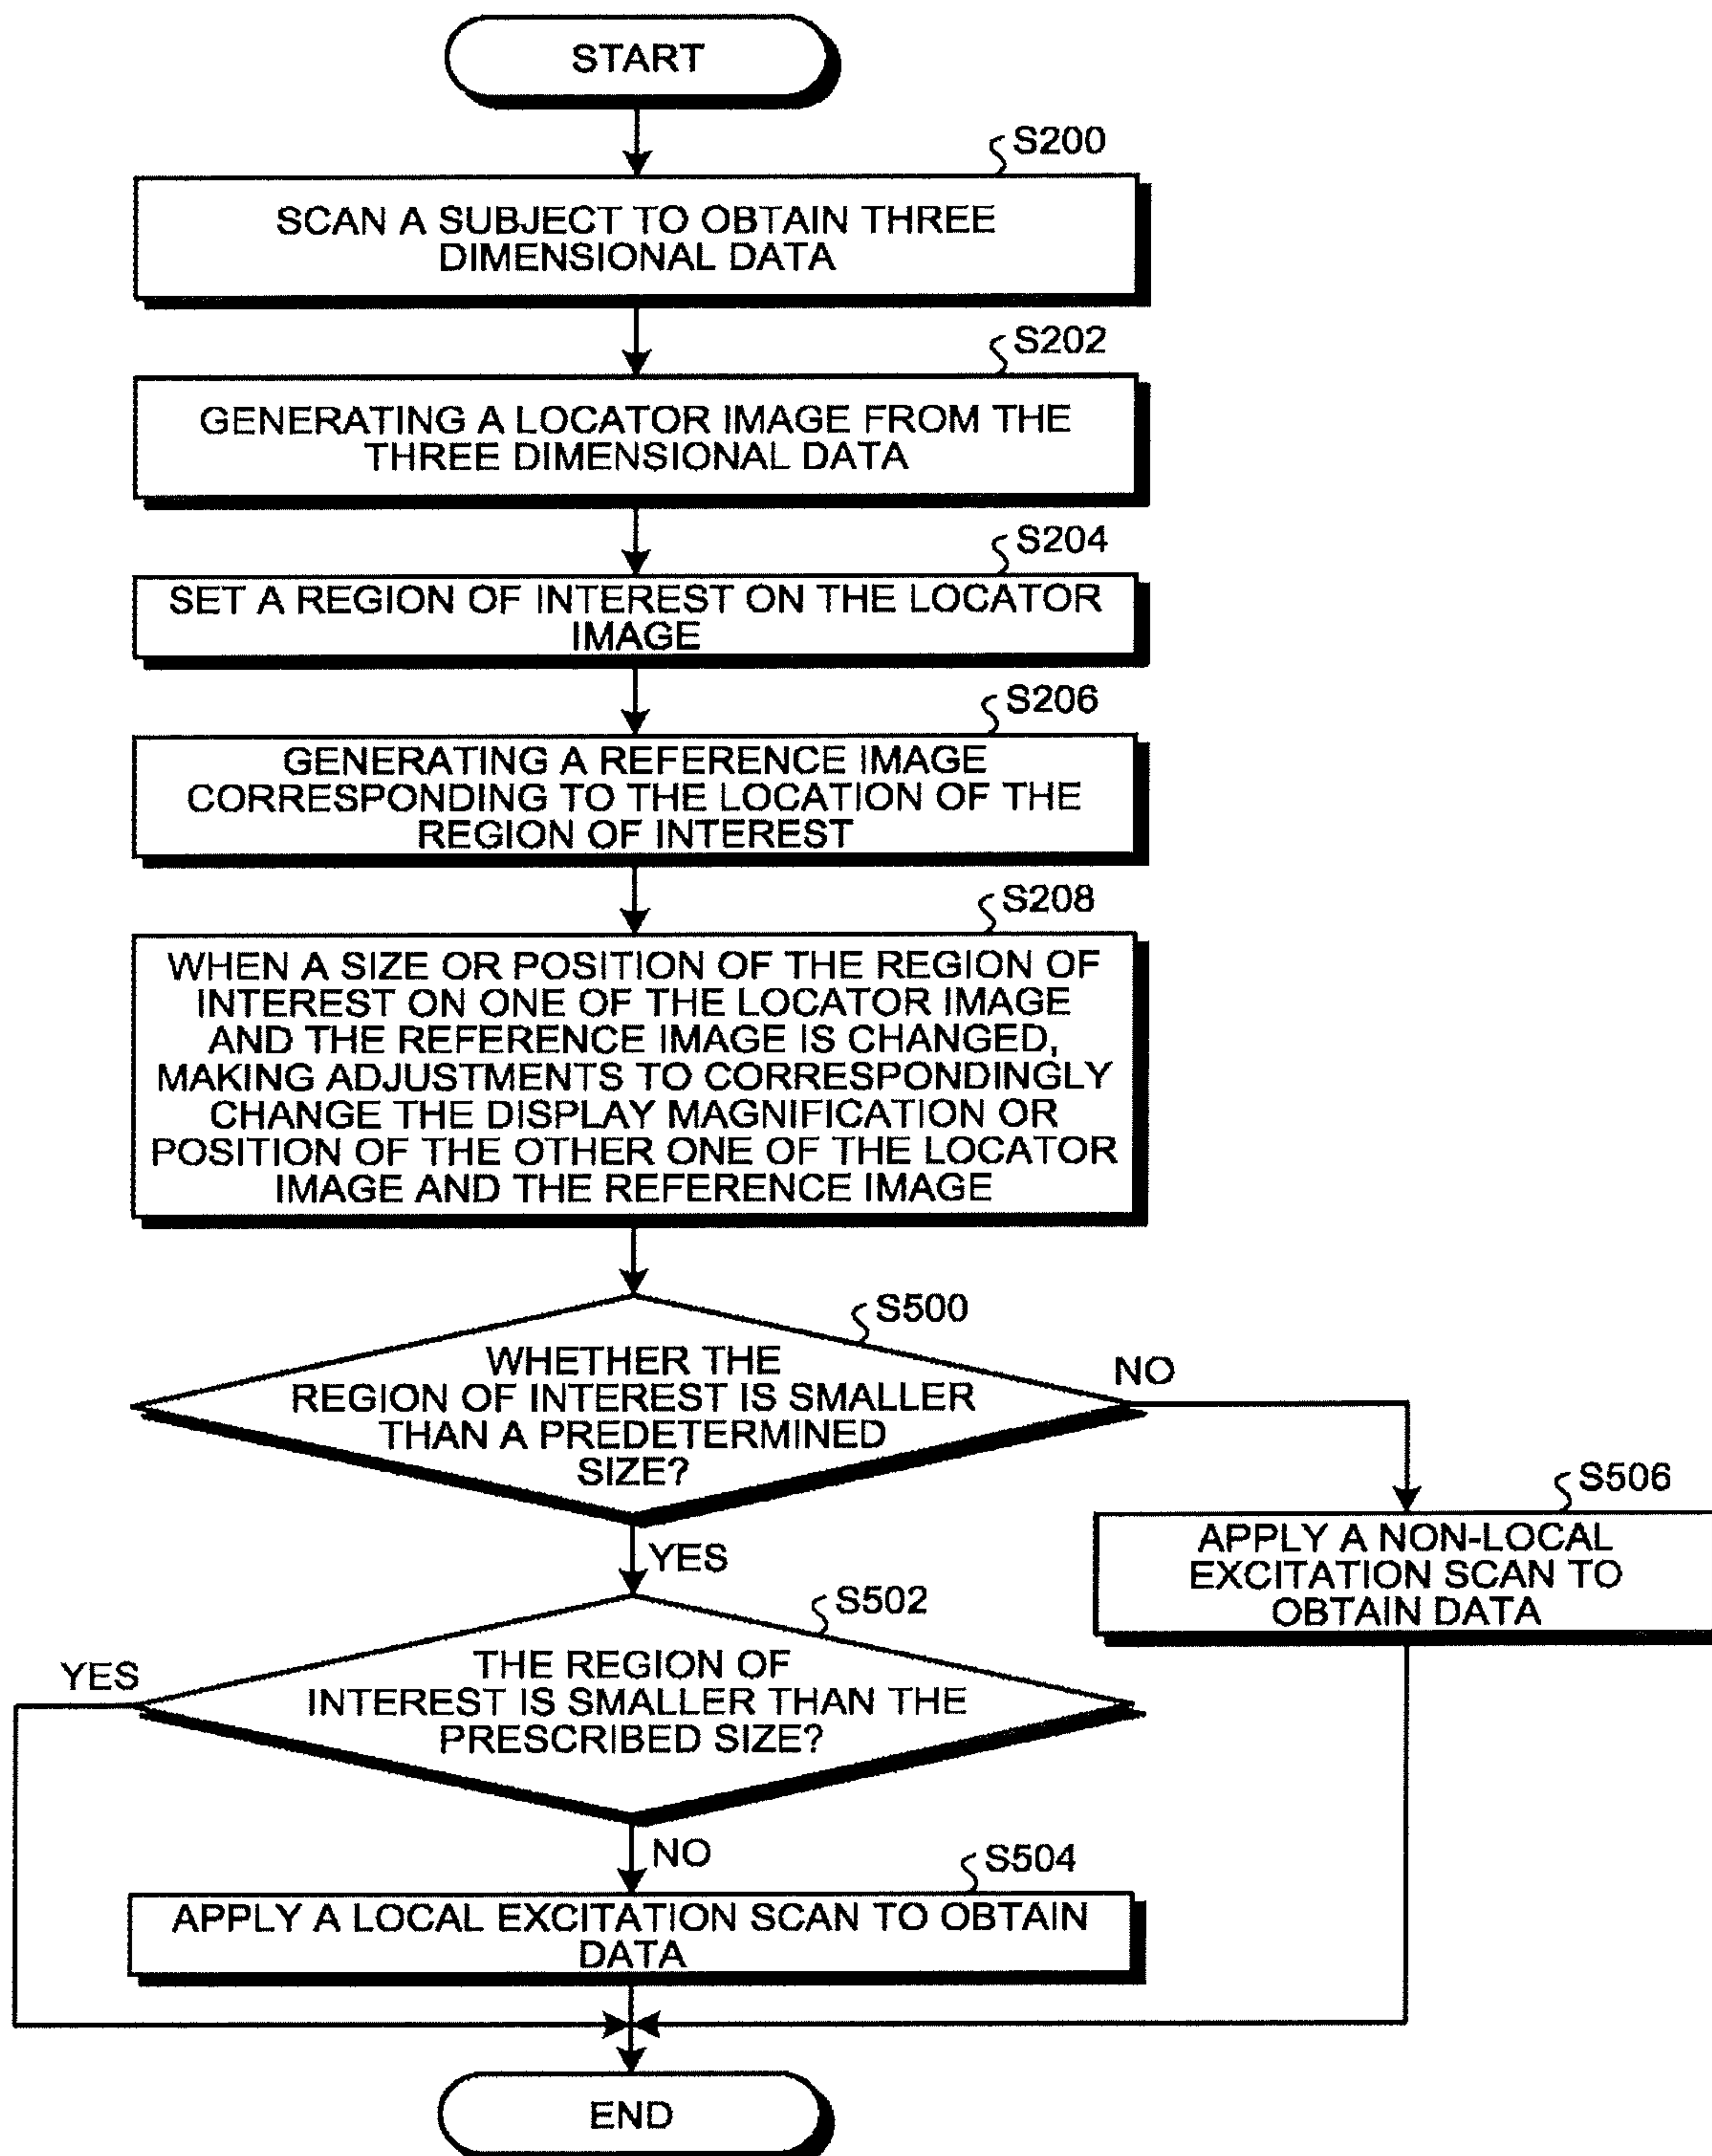 START
S200
SCAN A SUBJECT TO OBTAIN THREE
DIMENSIONAL DATA
S202
GENERATING A LOCATOR IMAGE FROM THE
THREE DIMENSIONAL DATA
S204
SET A REGION OF INTEREST ON THE LOCATOR
IMAGE
S206
GENERATING A REFERENCE IMAGE
CORRESPONDING TO THE LOCATION OF THE
REGION OF INTEREST
S208
WHEN A SIZE OR POSITION OF THE REGION OF
INTEREST ON ONE OF THE LOCATOR IMAGE
AND THE REFERENCE IMAGE IS CHANGED,
MAKING ADJUSTMENTS TO CORRESPONDINGLY
CHANGE THE DISPLAY MAGNIFICATION OR
POSITION OF THE OTHER ONE OF THE LOCATOR
IMAGE AND THE REFERENCE IMAGE
S500
WHETHER THE
REGION OF INTEREST IS SMALLER
THAN A PREDETERMINED
SIZE?
NO
S506
APPLY A NON-LOCAL
EXCITATION SCAN TO
OBTAIN DATA
YES
S502
THE REGION OF
INTEREST IS SMALLER THAN THE
PRESCRIBED SIZE?
YES
NO
S504
APPLY A LOCAL EXCITATION SCAN TO OBTAIN
DATA
END